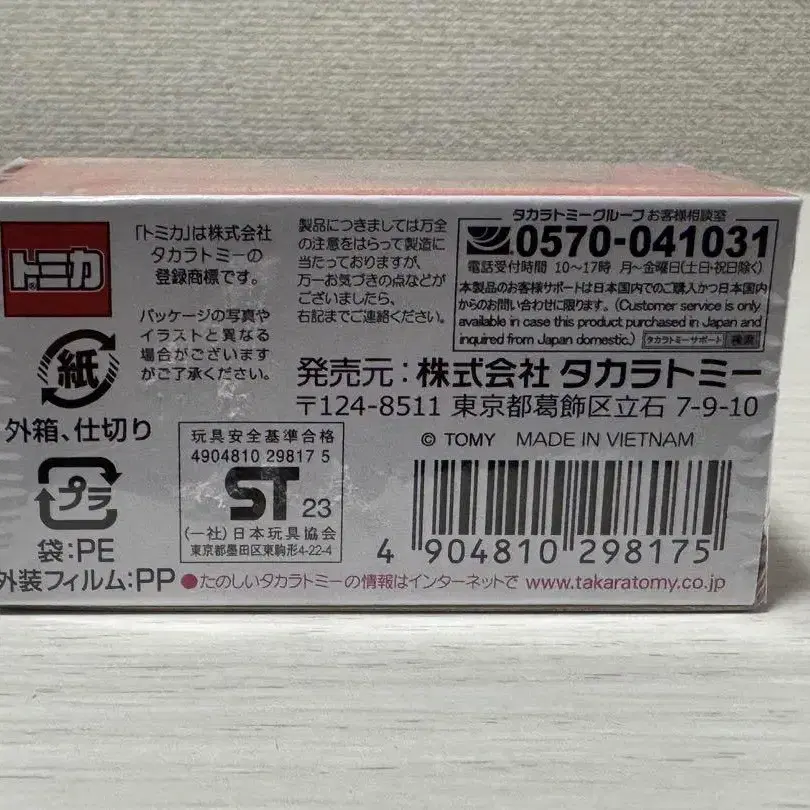 トミカ
®
「トミカ」は株式会社
タカラトミーの
登録商標です。
パッケージの写真や
イラストと異なる
場合がございます
がご了承ください。
製品につきましては万全
の注意をはらって製造に
当たっておりますが、
万一お気づきの点などが
ございましたら、
右記までご連絡ください。
タカラトミーグループ お客様相談室
0570-041031
電話受付時間 10〜17時 月〜金曜日(土日・祝日除く)
本製品のお客様サポートは日本国内でのご購入かつ日本国内
からのお問い合わせに限ります。(Customer service is only
available in case this product purchased in Japan and
inquired from Japan domestic.) タカラトミーサポート 検索
紙
外箱、仕切り
プラ
袋:PE
外装フィルム:PP
発売元:株式会社 タカラトミー
〒124-8511 東京都葛飾区立石 7-9-10
© TOMY MADE IN VIETNAM
玩具安全基準合格
4904810 29817 5
ST 23
(一社)日本玩具協会
東京都墨田区東駒形4-22-4
4 904810 298175
●たのしいタカラトミーの情報はインターネットで www.takaratomy.co.jp